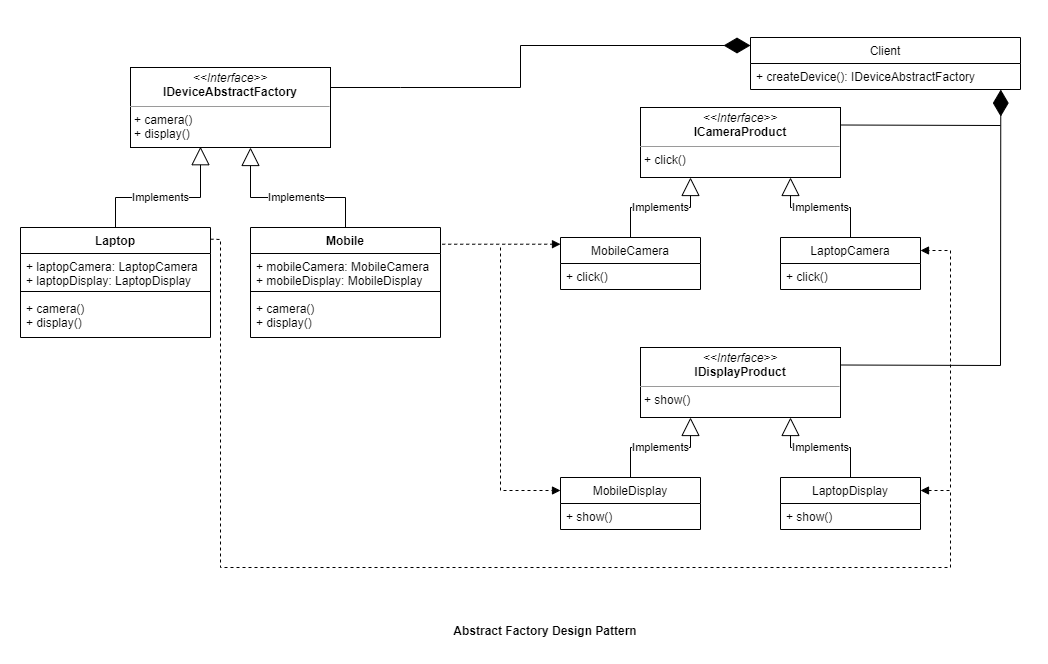 Client
+ createDevice(): IDeviceAbstractFactory
<<Interface>>
IDeviceAbstractFactory
+ camera()
+ display()
<<Interface>>
ICameraProduct
+ click()
Implements
Implements
Implements
Implements
Laptop
+ laptopCamera: LaptopCamera
+ laptopDisplay: LaptopDisplay
+ camera()
+ display()
Mobile
+ mobileCamera: MobileCamera
+ mobileDisplay: MobileDisplay
+ camera()
+ display()
MobileCamera
+ click()
LaptopCamera
+ click()
<<Interface>>
IDisplayProduct
+ show()
Implements
Implements
MobileDisplay
+ show()
LaptopDisplay
+ show()
Abstract Factory Design Pattern